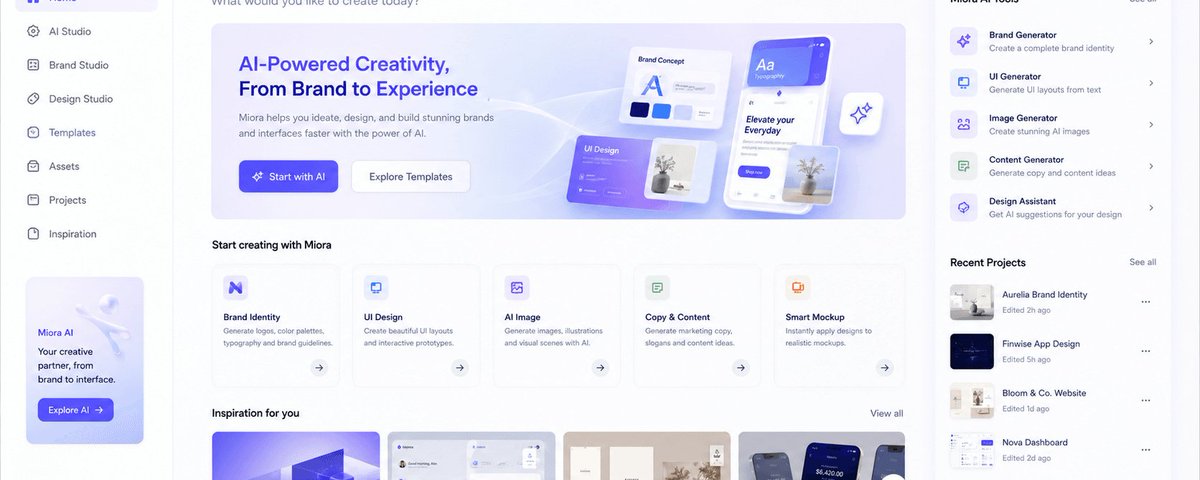 Home
AI Studio
Brand Studio
Design Studio
Templates
Assets
Projects
Inspiration
Miora AI
Your creative
partner, from
brand to interface.
Explore AI
What would you like to create today?
AI-Powered Creativity,
From Brand to Experience
Miora helps you ideate, design, and build stunning brands
and interfaces faster with the power of AI.
Start with AI
Explore Templates
Brand Concept
UI Design
Aa
Typography
Elevate your
Everyday
Shop now
Start creating with Miora
Brand Identity
Generate logos, color palettes,
typography and brand guidelines.
UI Design
Create beautiful UI layouts
and interactive prototypes.
AI Image
Generate images, illustrations
and visual scenes with AI.
Copy & Content
Generate marketing copy,
slogans and content ideas.
Smart Mockup
Instantly apply designs to
realistic mockups.
Inspiration for you
View all
$6,420.00
Miora AI Tools
See all
Brand Generator
Create a complete brand identity
UI Generator
Generate UI layouts from text
Image Generator
Create stunning AI images
Content Generator
Generate copy and content ideas
Design Assistant
Get AI suggestions for your design
Recent Projects
See all
Aurelia Brand Identity
Edited 2h ago
Finwise App Design
Edited 5h ago
Bloom & Co. Website
Edited 1d ago
Nova Dashboard
Edited 2d ago